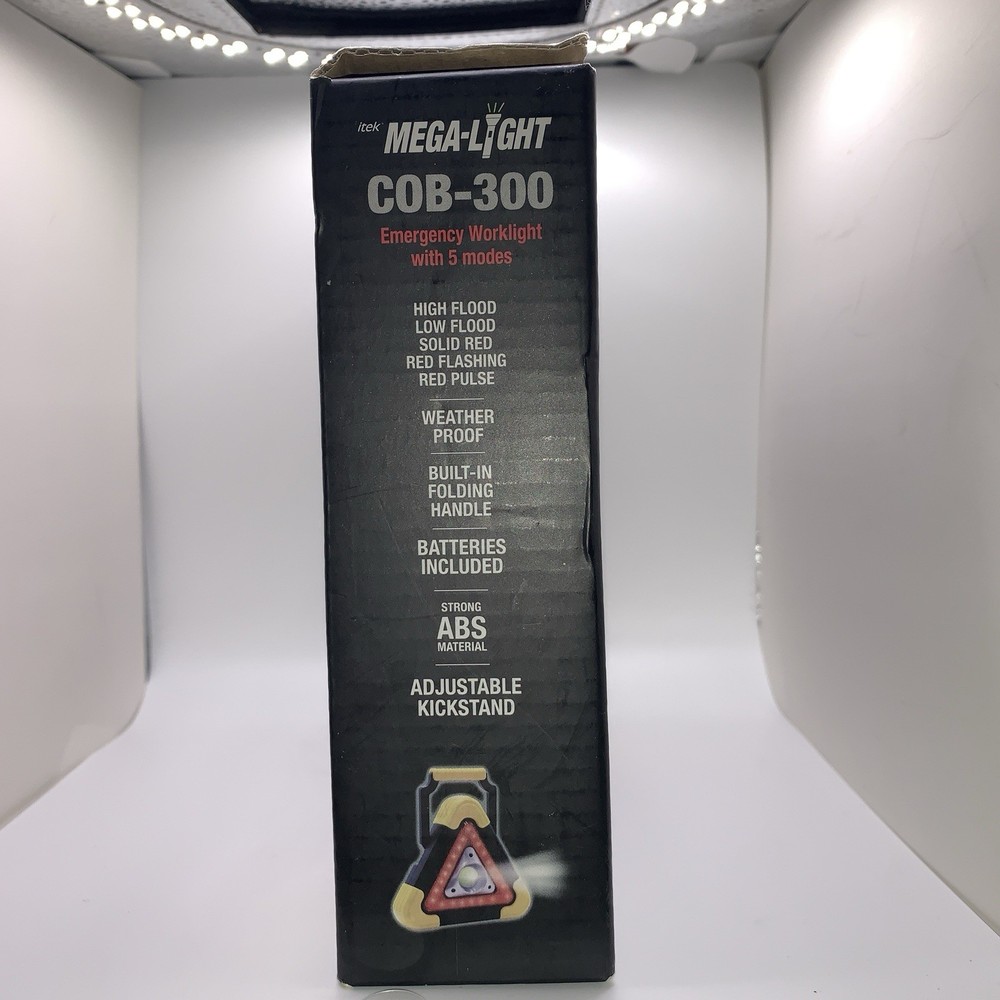 itek MEGA-LIGHT
COB-300
Emergency Worklight
with 5 modes
HIGH FLOOD
LOW FLOOD
SOLID RED
RED FLASHING
RED PULSE
WEATHER
PROOF
BUILT-IN
FOLDING
HANDLE
BATTERIES
INCLUDED
STRONG
ABS
MATERIAL
ADJUSTABLE
KICKSTAND